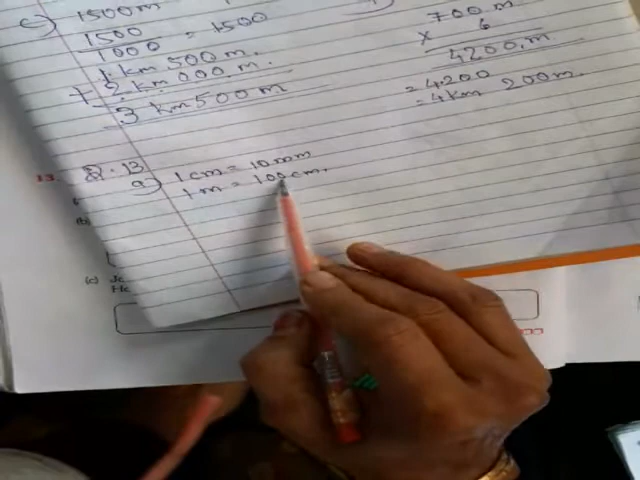 c) 1500m
1500
1000 = 1500
1 km 500 m.
+ 2 km 000 m.
3 km 500 m
700 m
× 6
4200 m
= 4200
= 4 km 200 m.
13. Q.13
a) 1 cm = 10 mm
1 m = 100 cm.
(b)
(c)